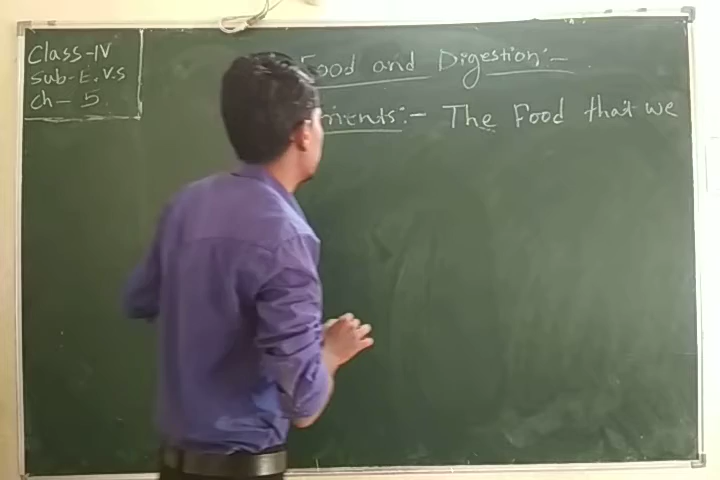 Class-IV
Sub-E.V.S
Ch- 5
Food and Digestion:-
:- The Food that we